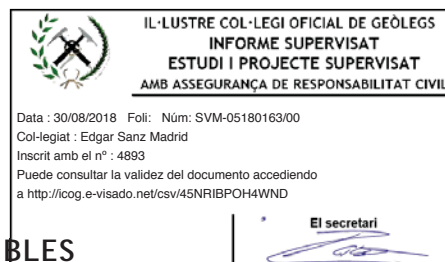 IL·LUSTRE COL·LEGI OFICIAL DE GEÒLEGS
INFORME SUPERVISAT
ESTUDI I PROJECTE SUPERVISAT
AMB ASSEGURANÇA DE RESPONSABILITAT CIVIL
Data : 30/08/2018 Foli: Núm: SVM-05180163/00
Col-legiat : Edgar Sanz Madrid
Inscrit amb el nº : 4893
Puede consultar la validez del documento accediendo
a http://icog.e-visado.net/csv/45NRIBPOH4WND
El secretari
BLES